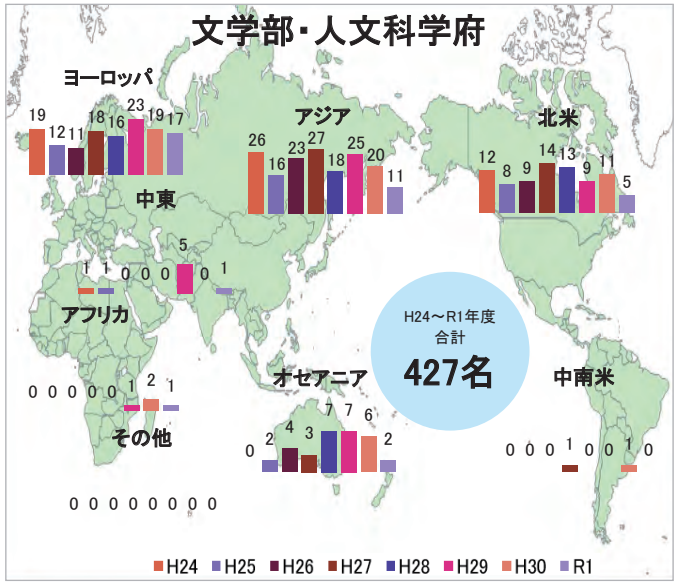 文学部・人文科学府
ヨーロッパ
19 12 11 18 16 23 19 17
アジア
26 16 23 27 18 25 20 11
北米
12 8 9 14 13 9 11 5
中東
1 1 0 0 0 5 0 1
アフリカ
0 0 0 0 0 1 2 1
H24～R1年度
合計
427名
オセアニア
0 2 4 3 7 7 6 2
中南米
0 0 0 1 0 0 1 0
その他
0 0 0 0 0 0 0 0
H24 H25 H26 H27 H28 H29 H30 R1